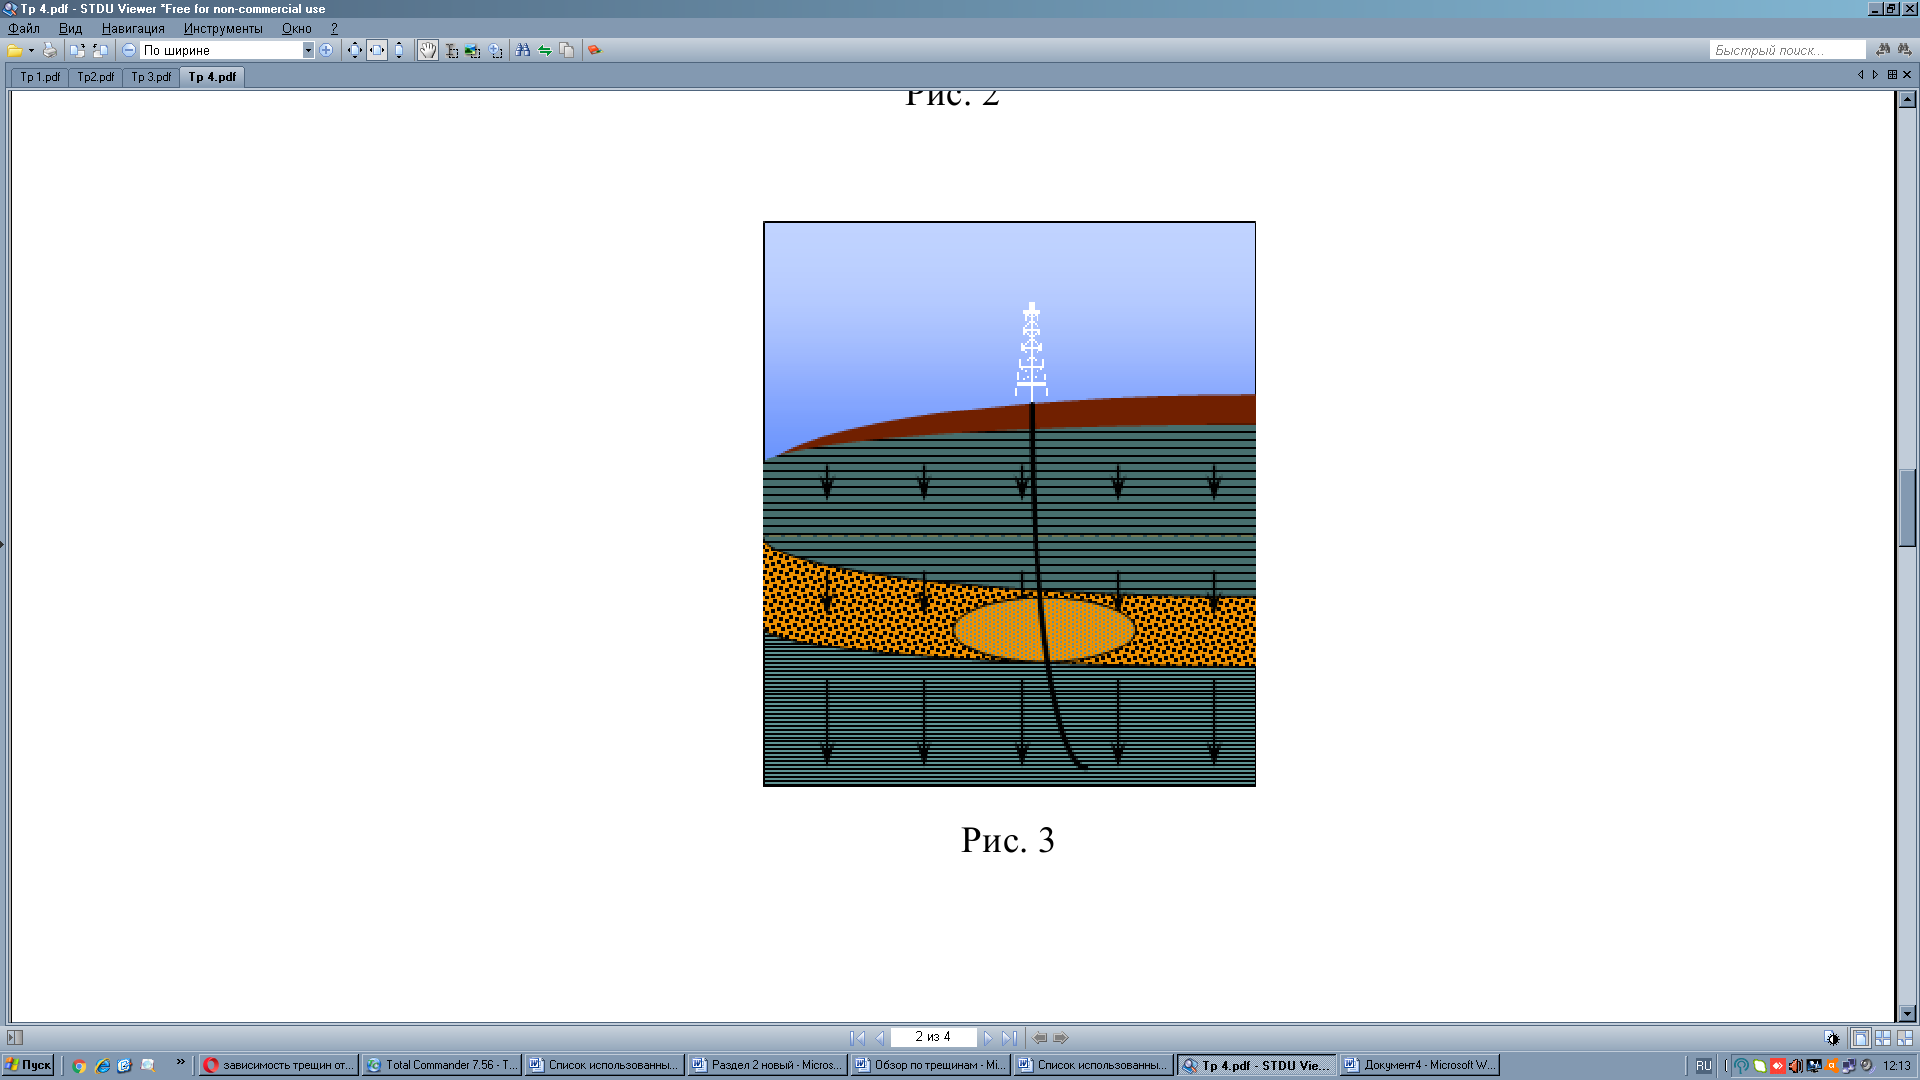 Tp 4.pdf - STDU Viewer *Free for non-commercial use
Файл Вид Навигация Инструменты Окно ?
По ширине
Быстрый поиск...
Тр 1.pdf Тр2.pdf Тр 3.pdf Тр 4.pdf
Рис. 2
Рис. 3
2 из 4
Пуск » зависимость трещин от... Total Commander 7.56 - T... Список использованны... Раздел 2 новый - Micros... Обзор по трещинам - Mi... Список использованны... Тр 4.pdf - STDU Vie... Документ4 - Microsoft W... RU 12:13